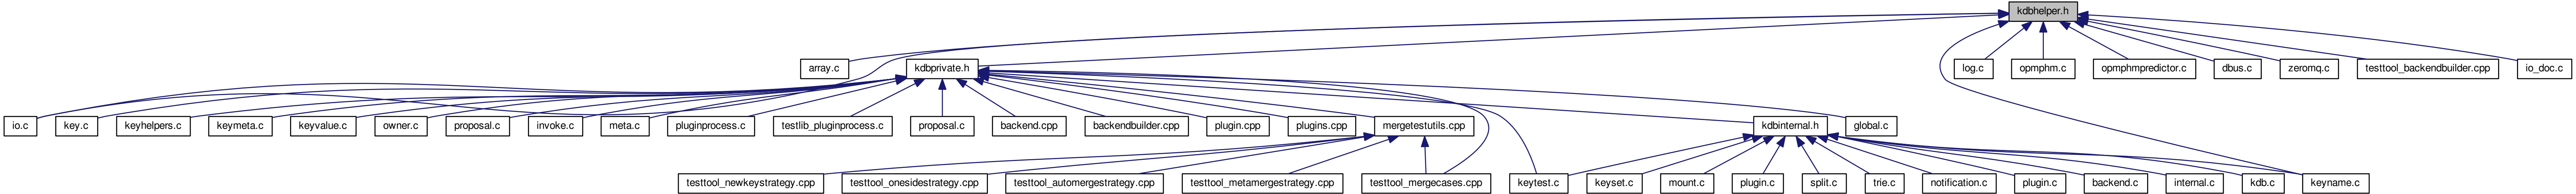 kdbhelper.h
array.c
kdbprivate.h
log.c
opmphm.c
opmphmpredictor.c
dbus.c
zeromq.c
testtool_backendbuilder.cpp
io_doc.c
io.c
key.c
keyhelpers.c
keymeta.c
keyvalue.c
owner.c
proposal.c
invoke.c
meta.c
pluginprocess.c
testlib_pluginprocess.c
proposal.c
backend.cpp
backendbuilder.cpp
plugin.cpp
plugins.cpp
mergetestutils.cpp
kdbinternal.h
global.c
testtool_newkeystrategy.cpp
testtool_onesidestrategy.cpp
testtool_automergestrategy.cpp
testtool_metamergestrategy.cpp
testtool_mergecases.cpp
keytest.c
keyset.c
mount.c
plugin.c
split.c
trie.c
notification.c
plugin.c
backend.c
internal.c
kdb.c
keyname.c